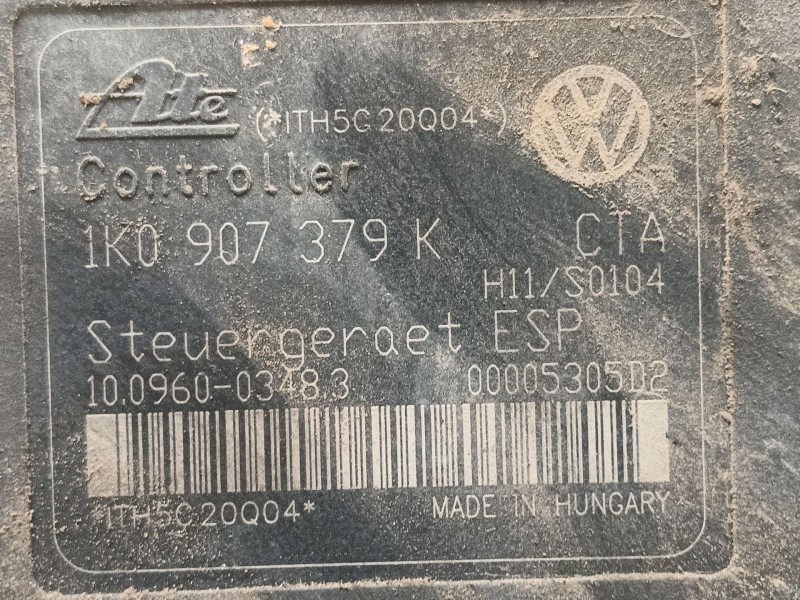 Ate (*ITH5C20Q04*)
Controller
1K0 907 379 K CTA
H11/S0104
Steuergeraet ESP
10.0960-0348.3 00005305D2
*ITH5C20Q04* MADE IN HUNGARY